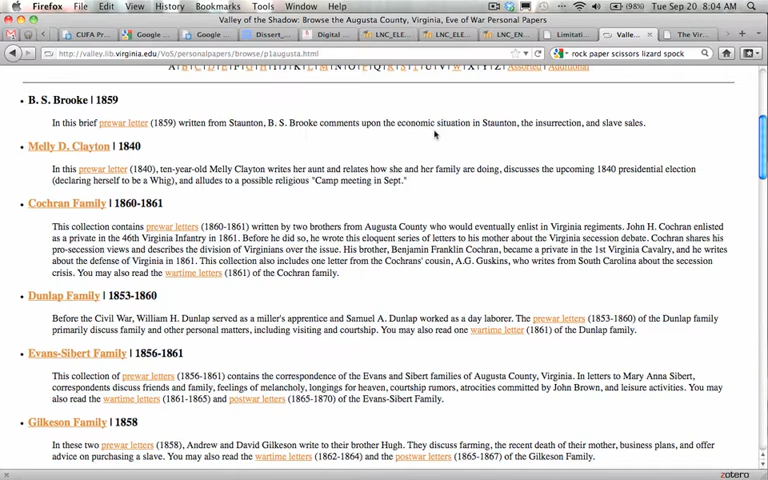 Firefox File Edit View History Bookmarks Tools Window Help (98%) Tue Sep 20 8:04 AM
Valley of the Shadow: Browse the Augusta County, Virginia, Eve of War Personal Papers
CUFA Pr... Google ... Google ... Dissert_... Digital ... LNC_ELE... LNC_ELE... LNC_EN... Limitati... Valle... The Vir...
http://valley.lib.virginia.edu/VoS/personalpapers/browse/p1augusta.html rock paper scissors lizard spock
A | B | C | D | E | F | G | H | I | J | K | L | M | N | O | P | Q | R | S | T | U | V | W | X | Y | Z | Assorted | Additional
• B. S. Brooke | 1859
In this brief prewar letter (1859) written from Staunton, B. S. Brooke comments upon the economic situation in Staunton, the insurrection, and slave sales.
• Melly D. Clayton | 1840
In this prewar letter (1840), ten-year-old Melly Clayton writes her aunt and relates how she and her family are doing, discusses the upcoming 1840 presidential election
(declaring herself to be a Whig), and alludes to a possible religious "Camp meeting in Sept."
• Cochran Family | 1860-1861
This collection contains prewar letters (1860-1861) written by two brothers from Augusta County who would eventually enlist in Virginia regiments. John H. Cochran enlisted
as a private in the 46th Virginia Infantry in 1861. Before he did so, he wrote this eloquent series of letters to his mother about the Virginia secession debate. Cochran shares his
pro-secession views and describes the division of Virginians over the issue. His brother, Benjamin Franklin Cochran, became a private in the 1st Virginia Cavalry, and he writes
about the defense of Virginia in 1861. This collection also includes one letter from the Cochrans' cousin, A.G. Guskins, who writes from South Carolina about the secession
crisis. You may also read the wartime letters (1861) of the Cochran family.
• Dunlap Family | 1853-1860
Before the Civil War, William H. Dunlap served as a miller's apprentice and Samuel A. Dunlap worked as a day laborer. The prewar letters (1853-1860) of the Dunlap family
primarily discuss family and other personal matters, including visiting and courtship. You may also read one wartime letter (1861) of the Dunlap family.
• Evans-Sibert Family | 1856-1861
This collection of prewar letters (1856-1861) contains the correspondence of the Evans and Sibert families of Augusta County, Virginia. In letters to Mary Anna Sibert,
correspondents discuss friends and family, feelings of melancholy, longings for heaven, courtship rumors, atrocities committed by John Brown, and leisure activities. You may
also read the wartime letters (1861-1865) and postwar letters (1865-1870) of the Evans-Sibert Family.
• Gilkeson Family | 1858
In these two prewar letters (1858), Andrew and David Gilkeson write to their brother Hugh. They discuss farming, the recent death of their mother, business plans, and offer
advice on purchasing a slave. You may also read the wartime letters (1862-1864) and the postwar letters (1865-1867) of the Gilkeson Family.
zotero